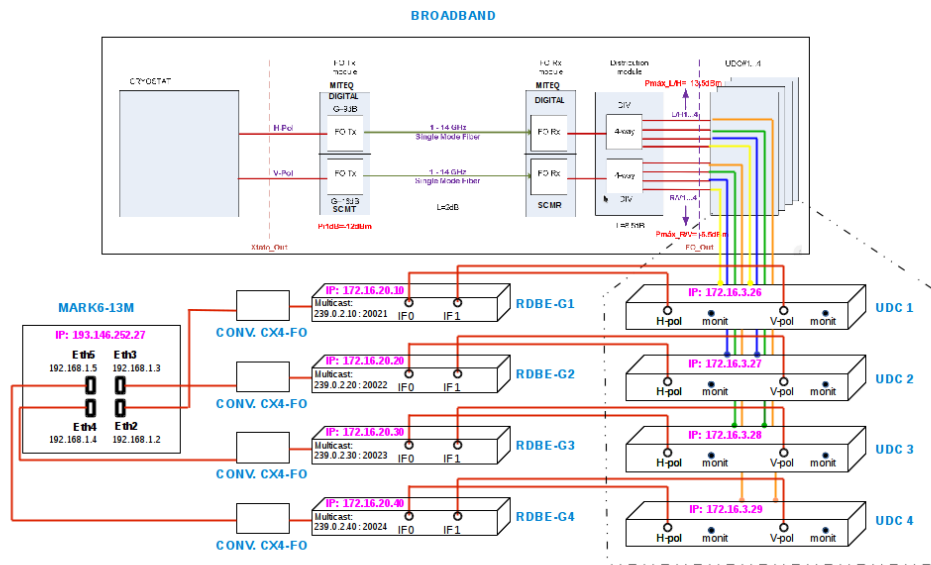 BROADBAND
FO Tx
module
FO Rx
module
Distribution
module
UDC#1...4
CRYOSTAT
MITEQ
DIGITAL
MITEQ
DIGITAL
Pmáx_L/H=
DIV
L/H1...4
H-Pol
FO Tx
1 - 14 GHz
Single Mode Fiber
FO Rx
4-way
V-Pol
FO Tx
1 - 14 GHz
Single Mode Fiber
FO Rx
4-way
SCMT
L=2dB
SCMR
DIV
R/V1...4
FO_Out
MARK6-13M
IP: 193.146.252.27
Eth5
Eth3
192.168.1.5
192.168.1.3
Eth4
Eth2
192.168.1.4
192.168.1.2
CONV. CX4-FO
IP: 172.16.20.10
Multicast:
239.0.2.10 : 20021
IF0
IF1
RDBE-G1
IP: 172.16.3.26
H-pol
monit
V-pol
monit
UDC 1
CONV. CX4-FO
IP: 172.16.20.20
Multicast:
239.0.2.20 : 20022
IF0
IF1
RDBE-G2
IP: 172.16.3.27
H-pol
monit
V-pol
monit
UDC 2
CONV. CX4-FO
IP: 172.16.20.30
Multicast:
239.0.2.30 : 20023
IF0
IF1
RDBE-G3
IP: 172.16.3.28
H-pol
monit
V-pol
monit
UDC 3
CONV. CX4-FO
IP: 172.16.20.40
Multicast:
239.0.2.40 : 20024
IF0
IF1
RDBE-G4
IP: 172.16.3.29
H-pol
monit
V-pol
monit
UDC 4